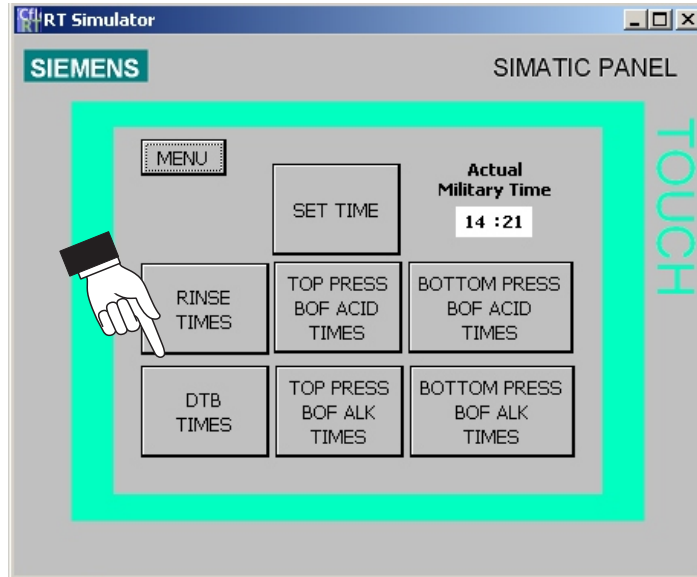 RT Simulator
SIEMENS
SIMATIC PANEL
TOUCH
MENU
SET TIME
Actual
Military Time
14 :21
RINSE
TIMES
TOP PRESS
BOF ACID
TIMES
BOTTOM PRESS
BOF ACID
TIMES
DTB
TIMES
TOP PRESS
BOF ALK
TIMES
BOTTOM PRESS
BOF ALK
TIMES